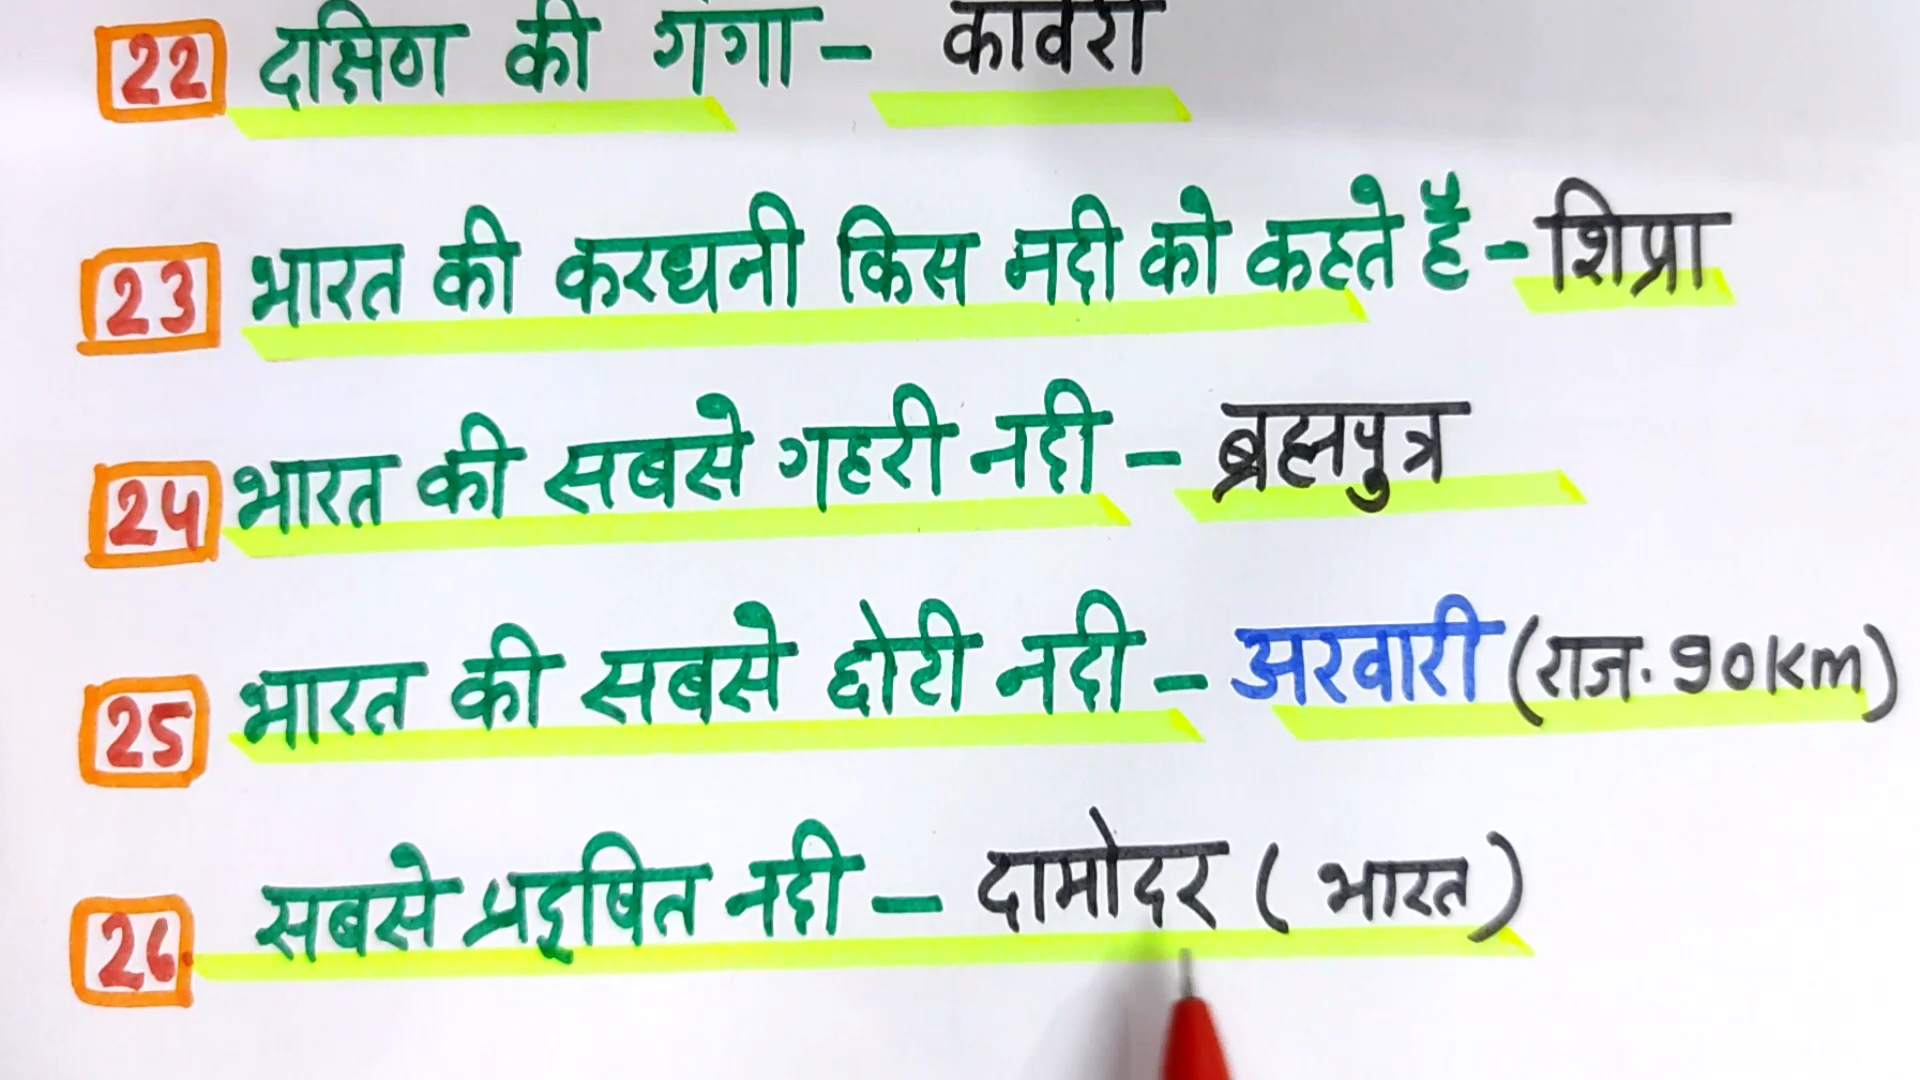 22 दक्षिण की गंगा - कावेरी
23 भारत की करधनी किस नदी को कहते हैं - शिप्रा
24 भारत की सबसे गहरी नदी - ब्रह्मपुत्र
25 भारत की सबसे छोटी नदी - अरवारी (राज. 90km)
26 सबसे प्रदूषित नदी - दामोदर (भारत)